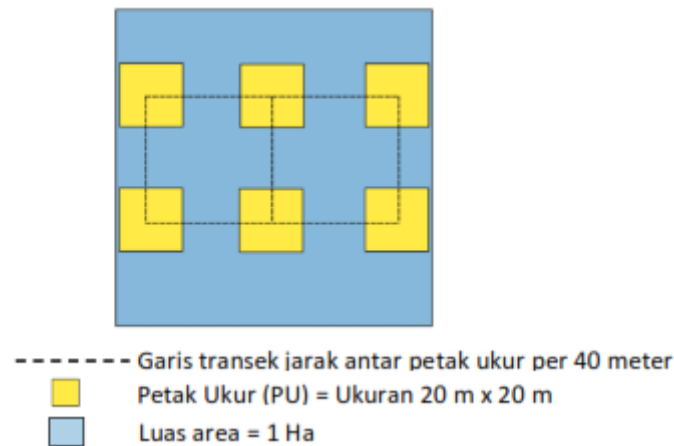 Garis transek jarak antar petak ukur per 40 meter
Petak Ukur (PU) = Ukuran 20 m x 20 m
Luas area = 1 Ha